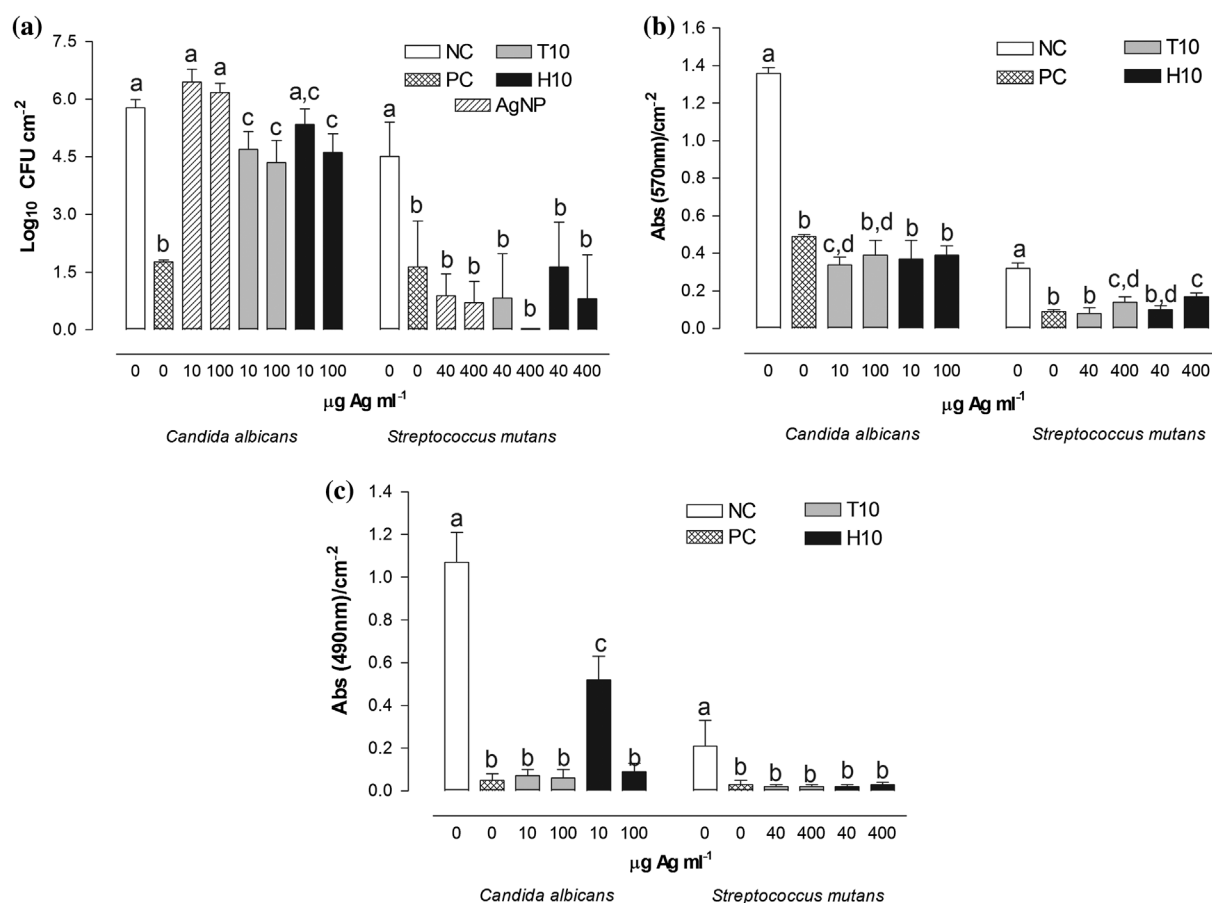 (a)
7.5
6.0
4.5
3.0
1.5
0.0
Log10 CFU cm-2
NC
T10
PC
H10
AgNP
a
b
a
a
c
c
a,c
c
a
b
b
b
b
b
b
b
0 0 10 100 10 100 10 100 0 0 40 400 40 400 40 400
µg Ag ml-1
Candida albicans Streptococcus mutans
(b)
1.6
1.4
1.2
1.0
0.8
0.6
0.4
0.2
0.0
Abs (570nm)/cm-2
NC
T10
PC
H10
a
b
c,d
b,d
b
b
a
b
b
c,d
b,d
c
0 0 10 100 10 100 0 0 40 400 40 400
µg Ag ml-1
Candida albicans Streptococcus mutans
(c)
1.4
1.2
1.0
0.8
0.6
0.4
0.2
0.0
Abs (490nm)/cm-2
NC
T10
PC
H10
a
b
b
b
c
b
a
b
b
b
b
b
0 0 10 100 10 100 0 0 40 400 40 400
µg Ag ml-1
Candida albicans Streptococcus mutans